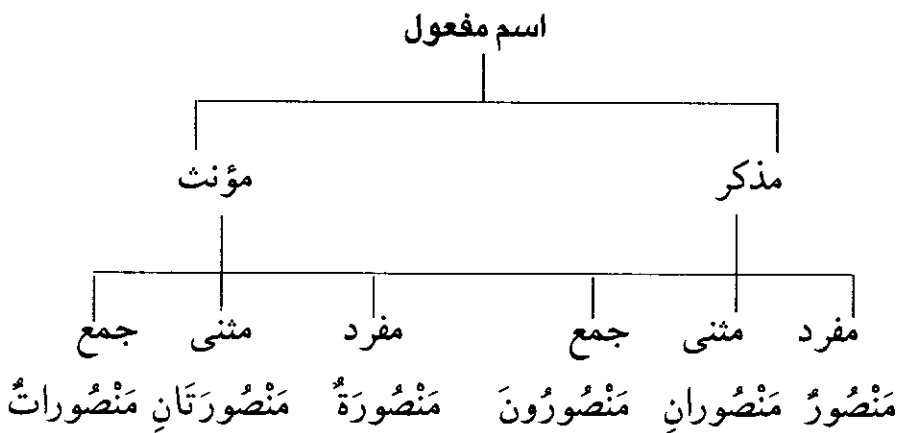 اسم مفعول
مذكر مؤنث
مفرد مثنى جمع مفرد مثنى جمع
مَنْصُورٌ مَنْصُورانِ مَنْصُورُونَ مَنْصُورَةٌ مَنْصُورَتَانِ مَنْصُوراتٌ